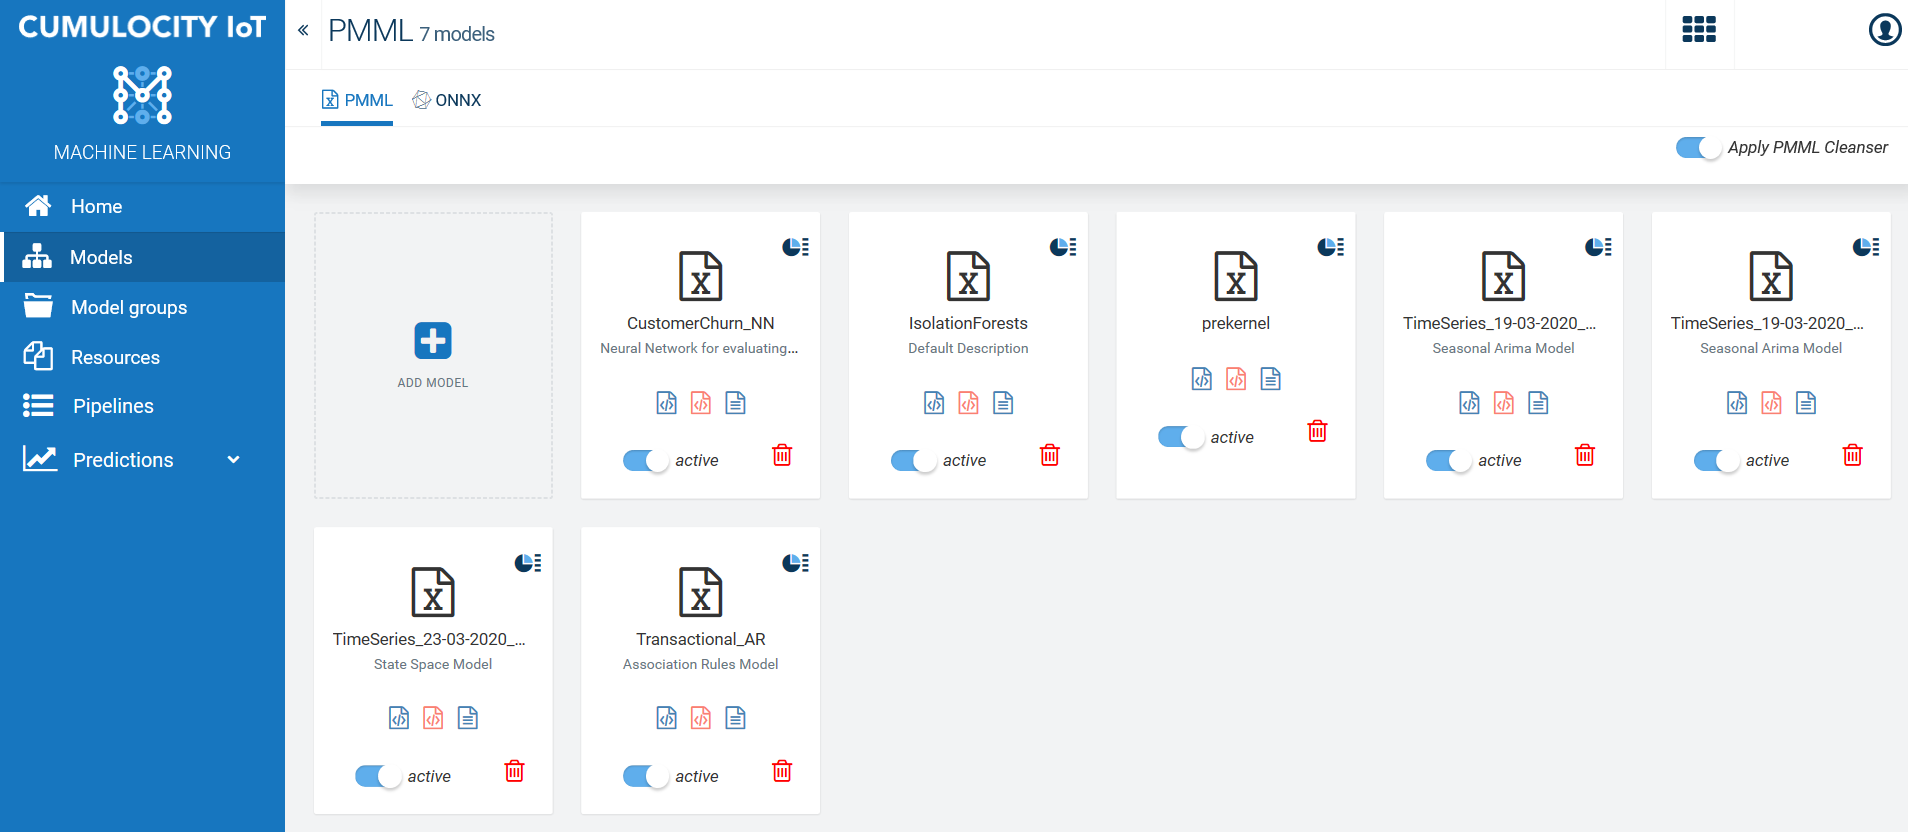 CUMULOCITY IoT
MACHINE LEARNING
Home
Models
Model groups
Resources
Pipelines
Predictions
PMML 7 models
PMML ONNX
Apply PMML Cleanser
ADD MODEL
CustomerChurn_NN
Neural Network for evaluating...
active
IsolationForests
Default Description
active
prekernel
active
TimeSeries_19-03-2020_...
Seasonal Arima Model
active
TimeSeries_19-03-2020_...
Seasonal Arima Model
active
TimeSeries_23-03-2020_...
State Space Model
active
Transactional_AR
Association Rules Model
active